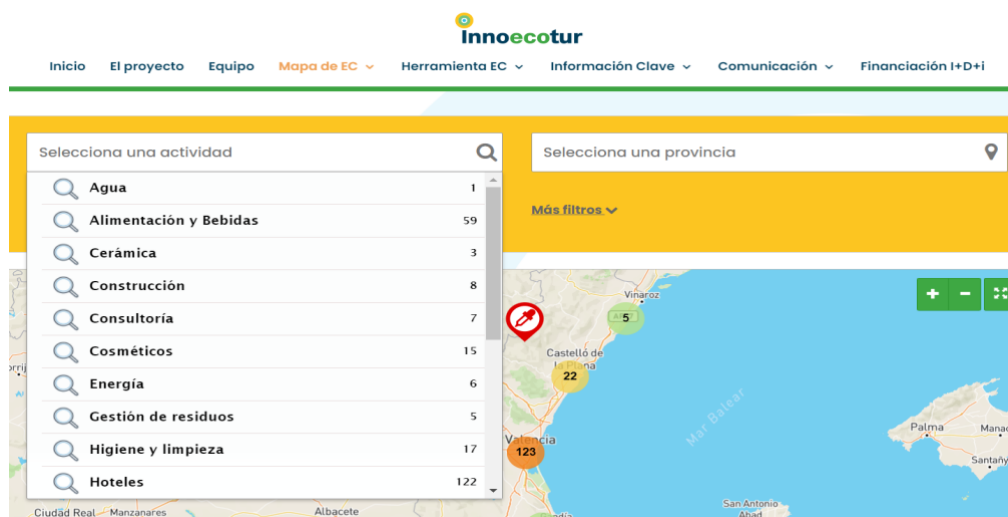 Innoecotur
Inicio El proyecto Equipo Mapa de EC Herramienta EC Información Clave Comunicación Financiación I+D+i
Selecciona una actividad
Selecciona una provincia
Más filtros
Agua 1
Alimentación y Bebidas 59
Cerámica 3
Construcción 8
Consultoría 7
Cosméticos 15
Energía 6
Gestión de residuos 5
Higiene y limpieza 17
Hoteles 122
+ −
Vinaroz
5
Castelló de
la Plana
22
Mar Balear
Palma
Valencia
123
San Antonio
Abad
Ciudad Real
Manzanares
Albacete